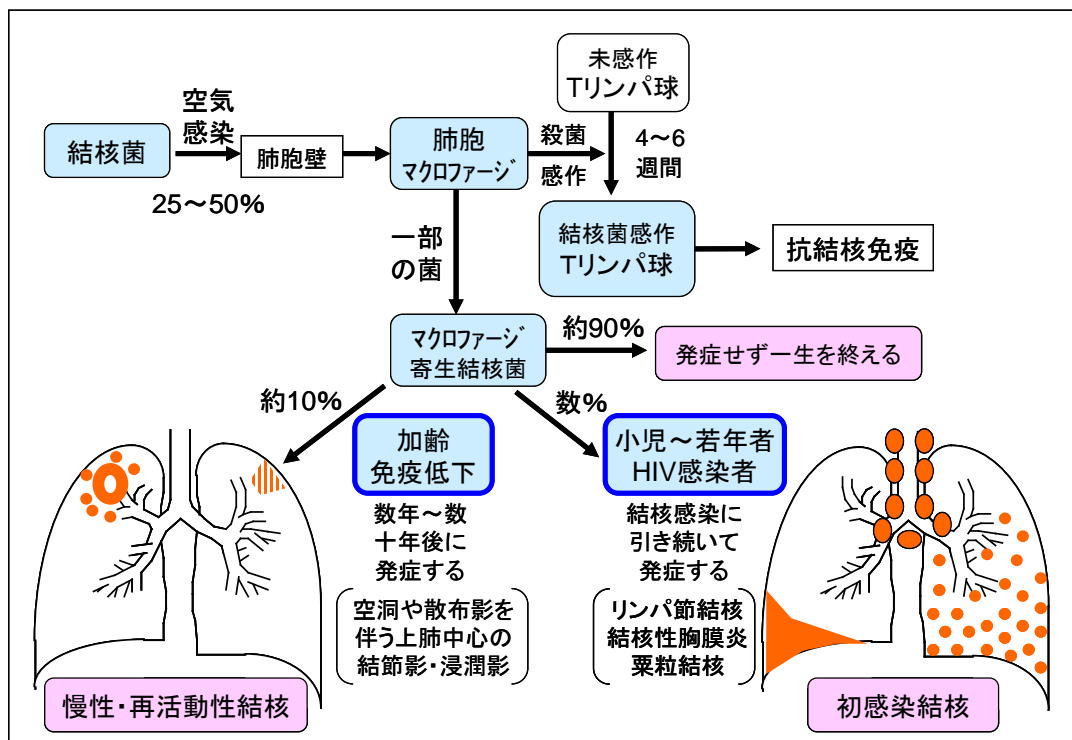 未感作
Tリンパ球
空気
感染
結核菌
肺胞壁
25～50%
肺胞
マクロファージ
殺菌
感作
4～6
週間
一部
の菌
結核菌感作
Tリンパ球
抗結核免疫
マクロファージ
寄生結核菌
約90%
発症せず一生を終える
約10%
数%
加齢
免疫低下
小児～若年者
HIV感染者
数年～数
十年後に
発症する
結核感染に
引き続いて
発症する
空洞や散布影を
伴う上肺中心の
結節影・浸潤影
リンパ節結核
結核性胸膜炎
粟粒結核
慢性・再活動性結核
初感染結核